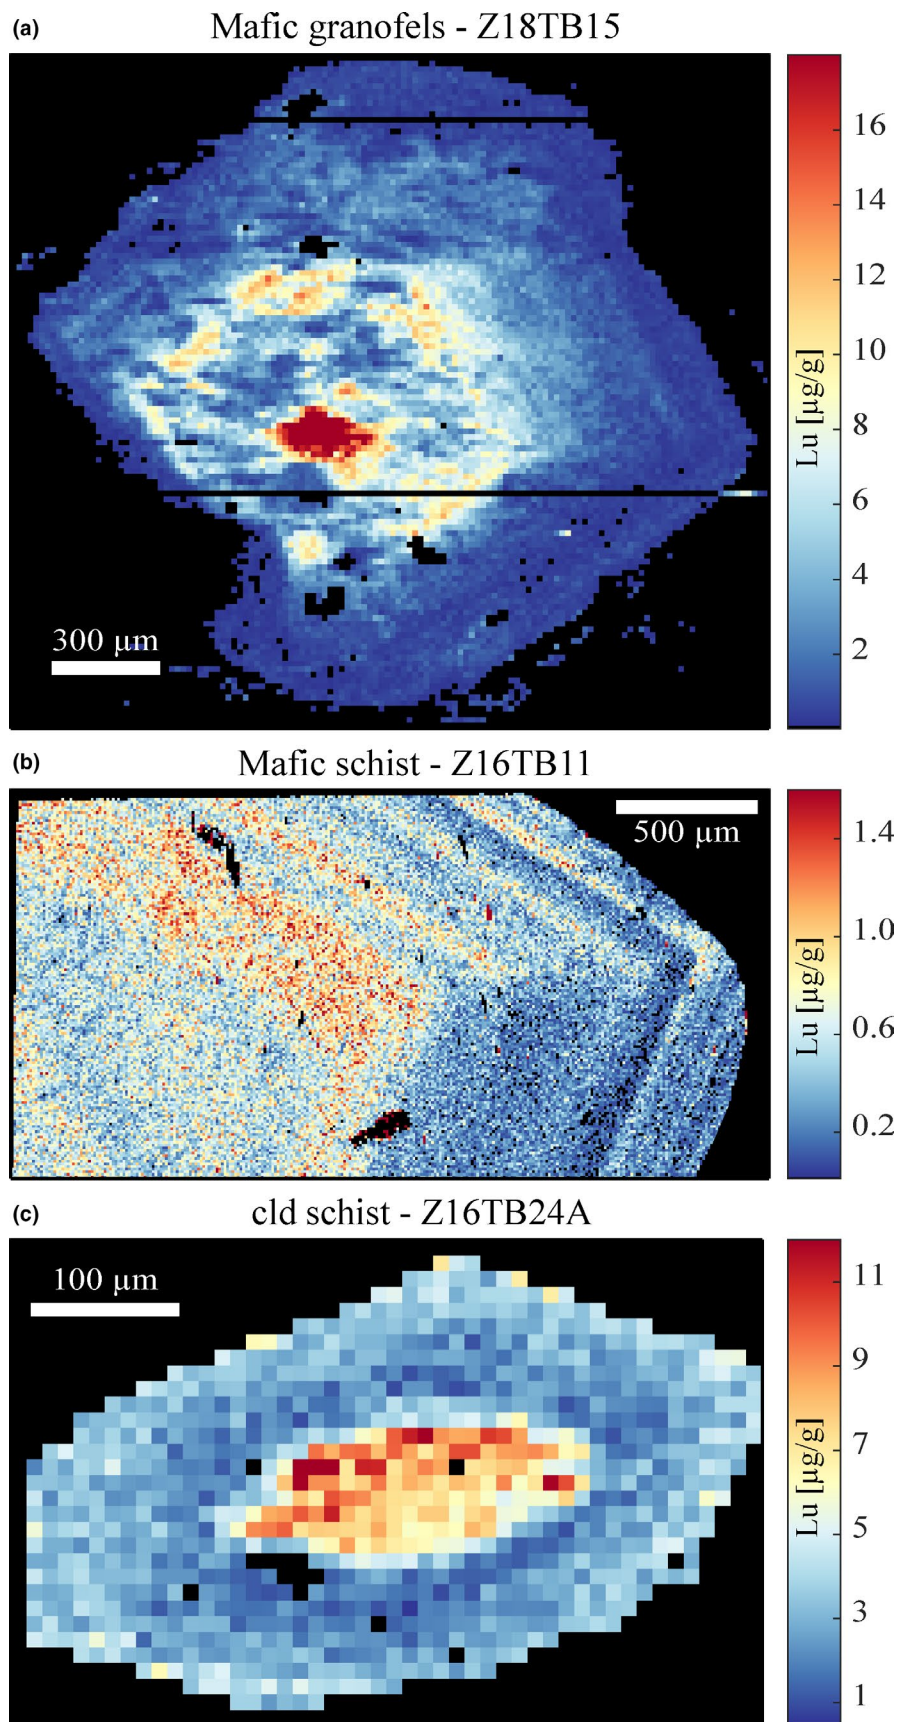 (a) Mafic granofels - Z18TB15
16
14
12
10
8
6
4
2
Lu [µg/g]
300 µm
(b) Mafic schist - Z16TB11
500 µm
1.4
1.0
0.6
0.2
Lu [µg/g]
(c) cld schist - Z16TB24A
100 µm
11
9
7
5
3
1
Lu [µg/g]